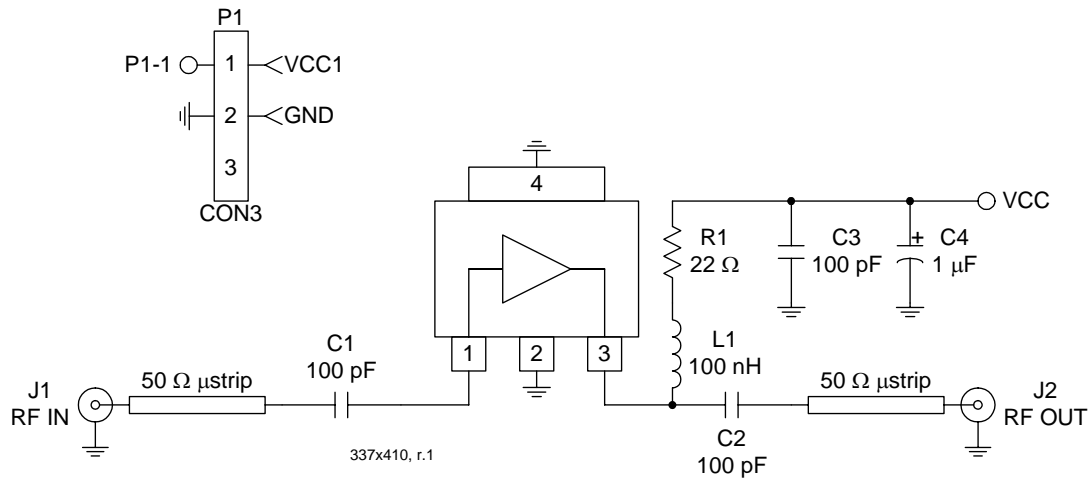 P1
P1-1
1
VCC1
2
GND
3
CON3
4
VCC
R1
22 Ω
C3
100 pF
+
C4
1 μF
1
2
3
L1
100 nH
C1
100 pF
J1
RF IN
50 Ω μstrip
50 Ω μstrip
J2
RF OUT
C2
100 pF
337x410, r.1